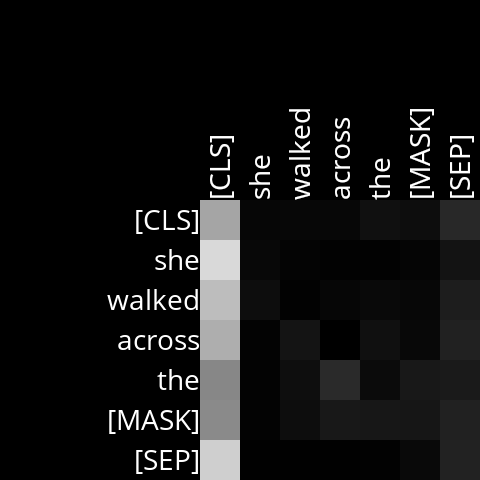 [CLS] she walked across the [MASK] [SEP]
[CLS]
she
walked
across
the
[MASK]
[SEP]